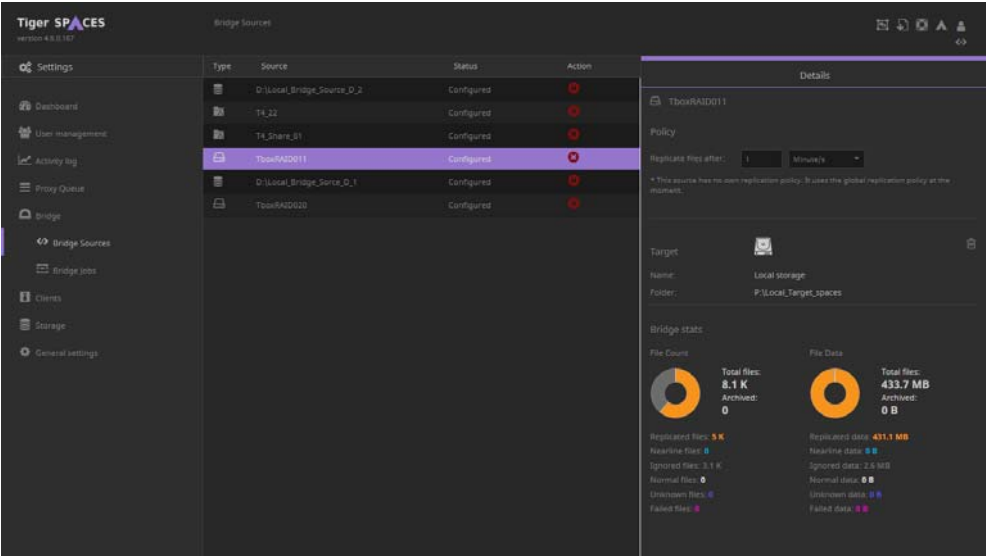 Tiger SPACES
version 4.0.0.167
Bridge Sources
Settings
Dashboard
User management
Activity log
Proxy Queue
Bridge
Bridge Sources
Bridge jobs
Clients
Storage
General settings
Type Source Status Action
D:\Local_Bridge_Source_D_2 Configured
T4_22 Configured
T4_Share_01 Configured
TboxRAID011 Configured
D:\Local_Bridge_Sorce_D_1 Configured
TboxRAID020 Configured
Details
TboxRAID011
Policy
Replicate files after: 1 Minute/s
* This source has no own replication policy. It uses the global replication policy at the
moment.
Target
Name: Local storage
Folder: P:\Local_Target_spaces
Bridge stats
File Count
Total files:
8.1 K
Archived:
0
Replicated files: 5 K
Nearline files: 0
Ignored files: 3.1 K
Normal files: 0
Unknown files: 0
Failed files: 0
File Data
Total files:
433.7 MB
Archived:
0 B
Replicated data: 431.1 MB
Nearline data: 0 B
Ignored data: 2.6 MB
Normal data: 0 B
Unknown data: 0 B
Failed data: 0 B